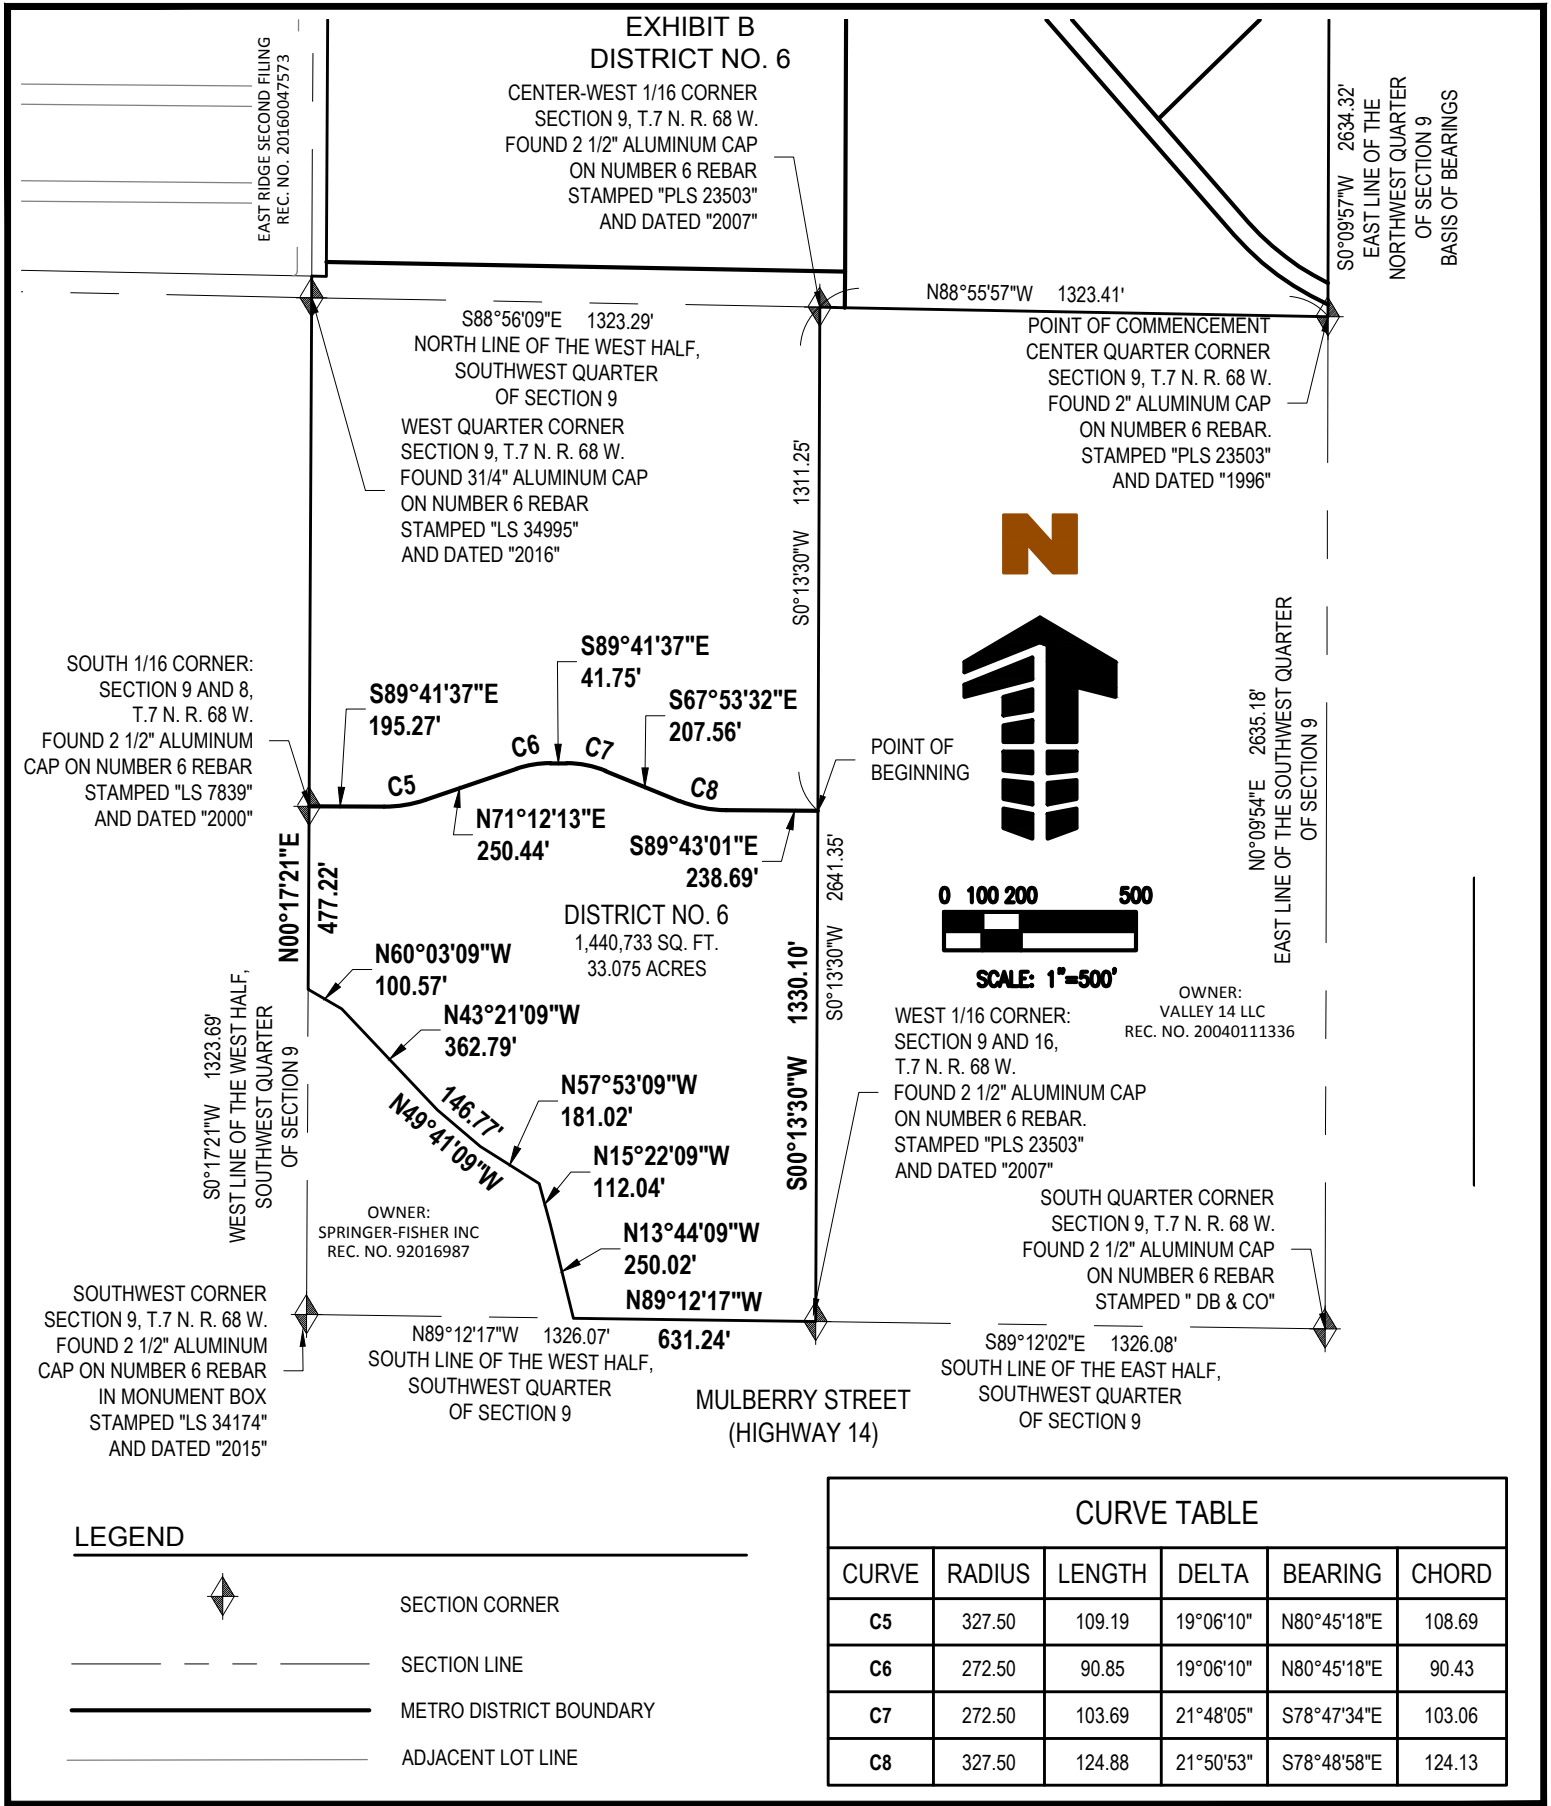 EXHIBIT B
DISTRICT NO. 6
EAST RIDGE SECOND FILING
REC. NO. 20160047573
CENTER-WEST 1/16 CORNER
SECTION 9, T.7 N. R. 68 W.
FOUND 2 1/2" ALUMINUM CAP
ON NUMBER 6 REBAR
STAMPED "PLS 23503"
AND DATED "2007"
S0°09'57"W 2634.32'
EAST LINE OF THE
NORTHWEST QUARTER
OF SECTION 9
BASIS OF BEARINGS
N88°55'57"W 1323.41'
S88°56'09"E 1323.29'
NORTH LINE OF THE WEST HALF,
SOUTHWEST QUARTER
OF SECTION 9
POINT OF COMMENCEMENT
CENTER QUARTER CORNER
SECTION 9, T.7 N. R. 68 W.
FOUND 2" ALUMINUM CAP
ON NUMBER 6 REBAR.
STAMPED "PLS 23503"
AND DATED "1996"
WEST QUARTER CORNER
SECTION 9, T.7 N. R. 68 W.
FOUND 31/4" ALUMINUM CAP
ON NUMBER 6 REBAR
STAMPED "LS 34995"
AND DATED "2016"
S0°13'30"W 1311.25'
N
SOUTH 1/16 CORNER:
SECTION 9 AND 8,
T.7 N. R. 68 W.
FOUND 2 1/2" ALUMINUM
CAP ON NUMBER 6 REBAR
STAMPED "LS 7839"
AND DATED "2000"
S89°41'37"E
195.27'
S89°41'37"E
41.75'
S67°53'32"E
207.56'
C5
C6
C7
C8
N71°12'13"E
250.44'
S89°43'01"E
238.69'
POINT OF
BEGINNING
N0°09'54"E 2635.18'
EAST LINE OF THE SOUTHWEST QUARTER
OF SECTION 9
N00°17'21"E
477.22'
DISTRICT NO. 6
1,440,733 SQ. FT.
33.075 ACRES
S00°13'30"W 1330.10'
S0°13'30"W 2641.35'
0 100 200 500
SCALE: 1"=500'
OWNER:
VALLEY 14 LLC
REC. NO. 20040111336
N60°03'09"W
100.57'
N43°21'09"W
362.79'
146.77'
N49°41'09"W
N57°53'09"W
181.02'
N15°22'09"W
112.04'
N13°44'09"W
250.02'
N89°12'17"W
631.24'
S0°17'21"W 1323.69'
WEST LINE OF THE WEST HALF,
SOUTHWEST QUARTER
OF SECTION 9
OWNER:
SPRINGER-FISHER INC
REC. NO. 92016987
WEST 1/16 CORNER:
SECTION 9 AND 16,
T.7 N. R. 68 W.
FOUND 2 1/2" ALUMINUM CAP
ON NUMBER 6 REBAR.
STAMPED "PLS 23503"
AND DATED "2007"
SOUTH QUARTER CORNER
SECTION 9, T.7 N. R. 68 W.
FOUND 2 1/2" ALUMINUM CAP
ON NUMBER 6 REBAR
STAMPED " DB & CO"
SOUTHWEST CORNER
SECTION 9, T.7 N. R. 68 W.
FOUND 2 1/2" ALUMINUM
CAP ON NUMBER 6 REBAR
IN MONUMENT BOX
STAMPED "LS 34174"
AND DATED "2015"
N89°12'17"W 1326.07'
SOUTH LINE OF THE WEST HALF,
SOUTHWEST QUARTER
OF SECTION 9
S89°12'02"E 1326.08'
SOUTH LINE OF THE EAST HALF,
SOUTHWEST QUARTER
OF SECTION 9
MULBERRY STREET
(HIGHWAY 14)
LEGEND
SECTION CORNER
SECTION LINE
METRO DISTRICT BOUNDARY
ADJACENT LOT LINE
CURVE TABLE
CURVE RADIUS LENGTH DELTA BEARING CHORD
C5 327.50 109.19 19°06'10" N80°45'18"E 108.69
C6 272.50 90.85 19°06'10" N80°45'18"E 90.43
C7 272.50 103.69 21°48'05" S78°47'34"E 103.06
C8 327.50 124.88 21°50'53" S78°48'58"E 124.13